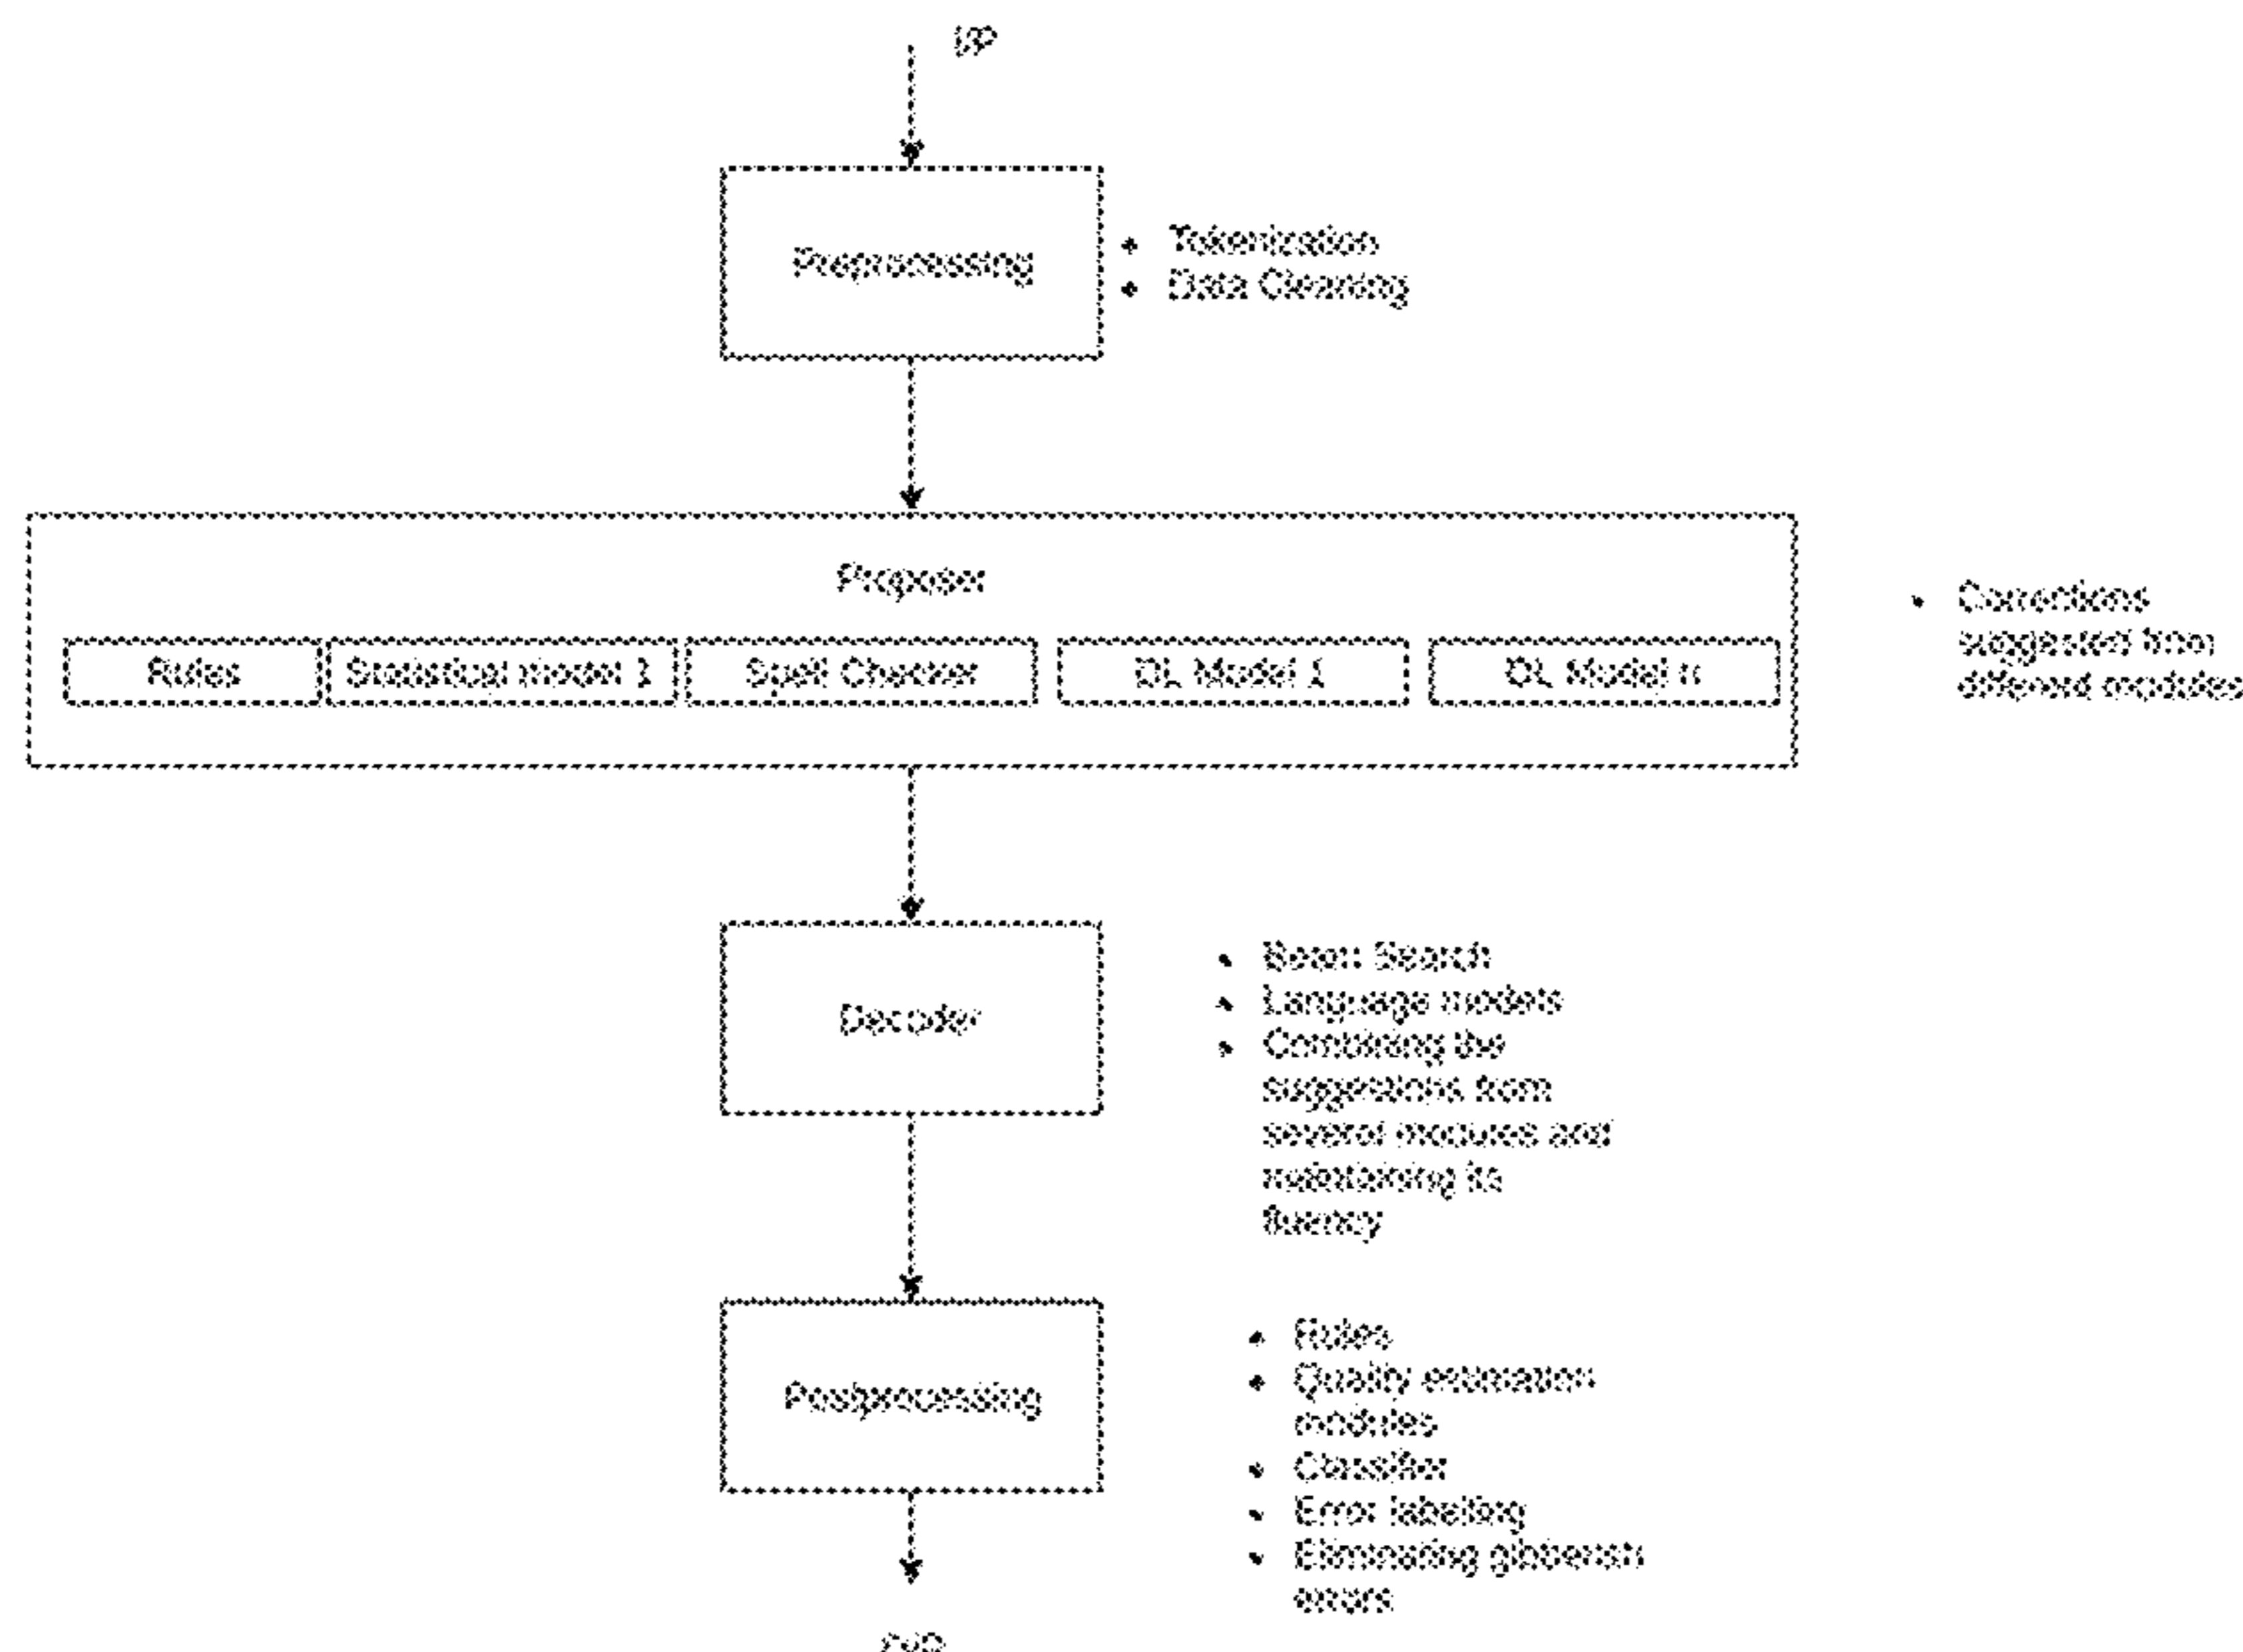 I/P
Preprocessing
• Tokenization
• Data Cleaning
Proposer
Rules
Statistical model 1
Spell Checker
DL Model 1
DL Model n
• Corrections
suggested from
different modules
Decoder
• Beam Search
• Language models
• Combining the
suggestions from
several modules and
maintaining its
fluency
Postprocessing
• Rules
• Quality estimation
modules
• Classifier
• Error labeling
• Eliminating gibberish
errors